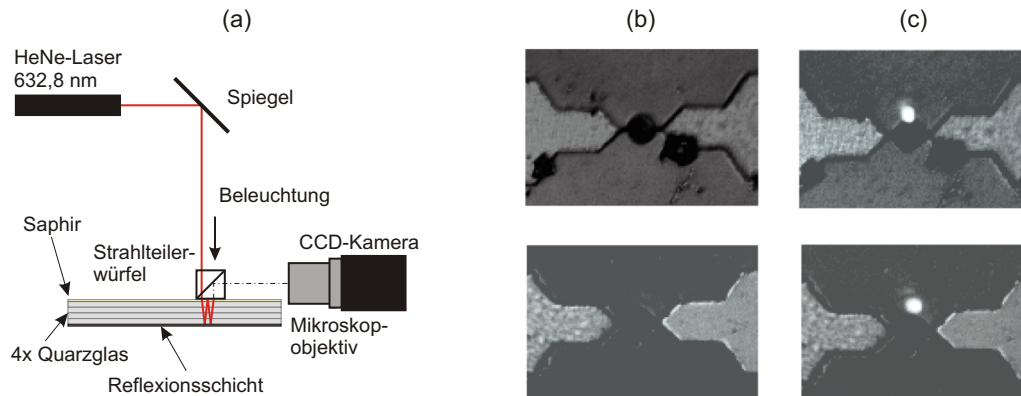 (a)
(b)
(c)
HeNe-Laser
632,8 nm
Spiegel
Beleuchtung
Saphir
Strahlteiler-
würfel
CCD-Kamera
4x Quarzglas
Mikroskop-
objektiv
Reflexionsschicht